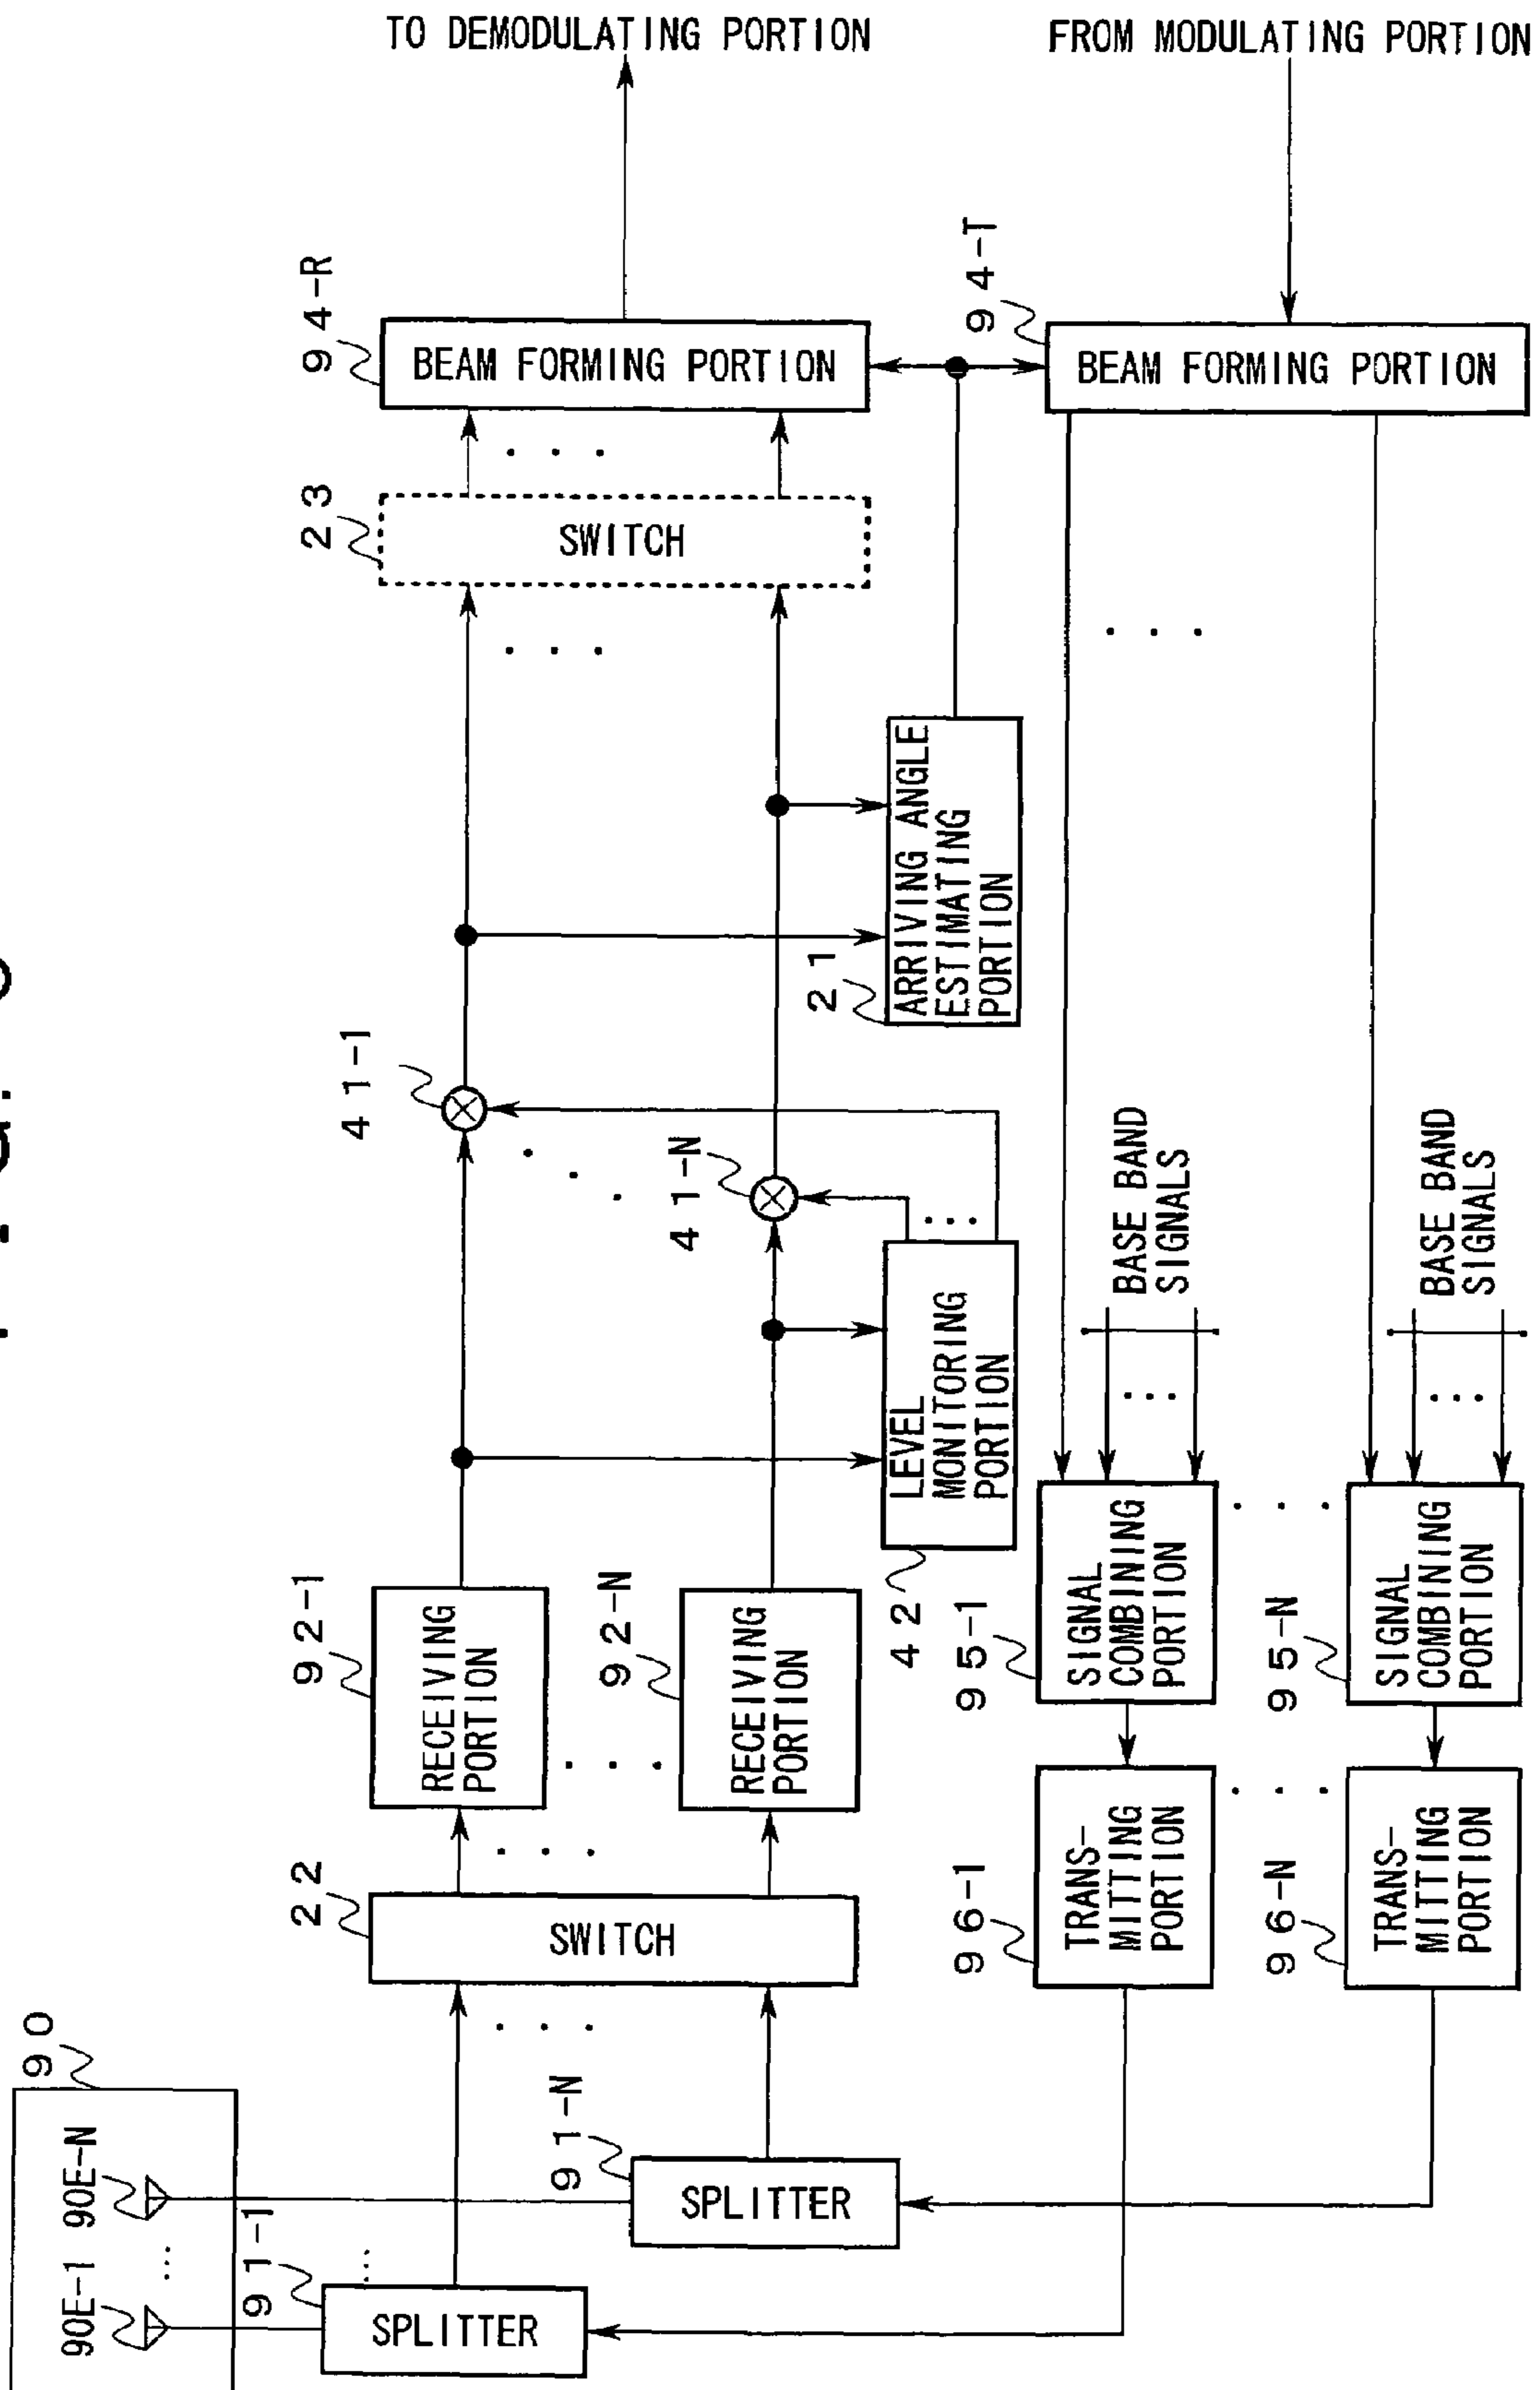 TO DEMODULATING PORTION
FROM MODULATING PORTION
94-R
BEAM FORMING PORTION
94-T
BEAM FORMING PORTION
23
SWITCH
21
ARRIVING ANGLE
ESTIMATING
PORTION
41-1
41-N
42
LEVEL
MONITORING
PORTION
BASE BAND
SIGNALS
BASE BAND
SIGNALS
92-1
RECEIVING
PORTION
92-N
RECEIVING
PORTION
95-1
SIGNAL
COMBINING
PORTION
95-N
SIGNAL
COMBINING
PORTION
22
SWITCH
96-1
TRANS-
MITTING
PORTION
96-N
TRANS-
MITTING
PORTION
90
90E-1
90E-N
91-1
SPLITTER
91-N
SPLITTER